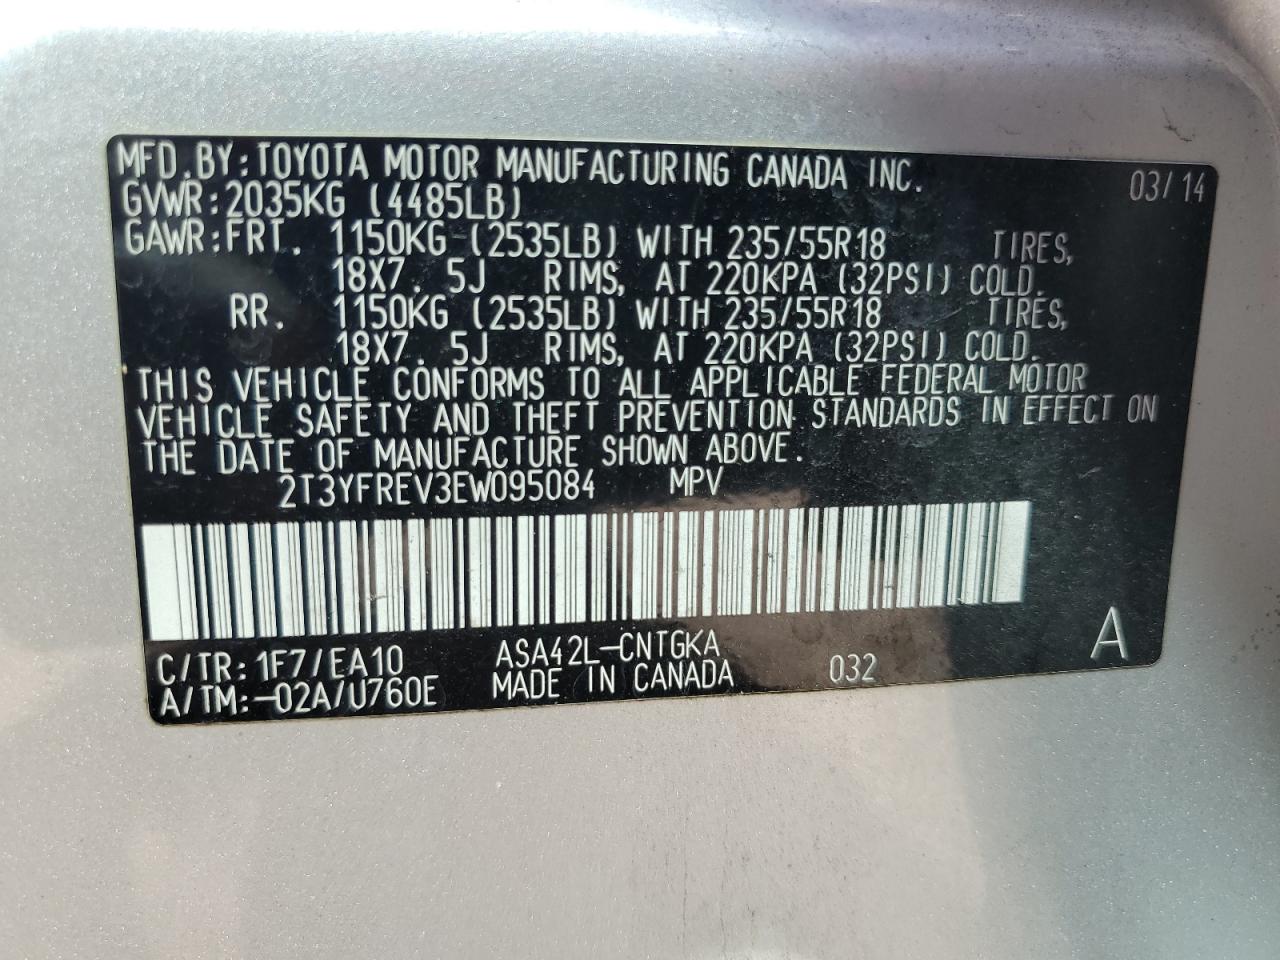 MFD.BY:TOYOTA MOTOR MANUFACTURING CANADA INC. 03/14
GVWR:2035KG (4485LB)
GAWR:FRT. 1150KG (2535LB) WITH 235/55R18 TIRES,
18X7.5J RIMS, AT 220KPA (32PSI) COLD.
RR. 1150KG (2535LB) WITH 235/55R18 TIRES,
18X7.5J RIMS, AT 220KPA (32PSI) COLD.
THIS VEHICLE CONFORMS TO ALL APPLICABLE FEDERAL MOTOR
VEHICLE SAFETY AND THEFT PREVENTION STANDARDS IN EFFECT ON
THE DATE OF MANUFACTURE SHOWN ABOVE.
2T3YFREV3EW095084 MPV
C/TR:1F7/EA10 ASA42L-CNTGKA
A/TM:-02A/U760E MADE IN CANADA 032 A